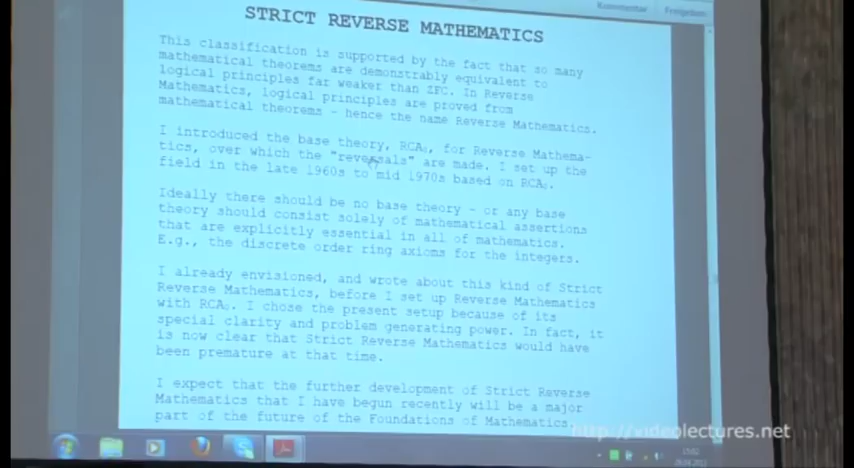 Kommentar Freigeben
STRICT REVERSE MATHEMATICS
This classification is supported by the fact that so many
mathematical theorems are demonstrably equivalent to
logical principles far weaker than ZFC. In Reverse
Mathematics, logical principles are proved from
mathematical theorems - hence the name Reverse Mathematics.
I introduced the base theory, RCA₀, for Reverse Mathema-
tics, over which the "reversals" are made. I set up the
field in the late 1960s to mid 1970s based on RCA₀.
Ideally there should be no base theory - or any base
theory should consist solely of mathematical assertions
that are explicitly essential in all of mathematics.
E.g., the discrete order ring axioms for the integers.
I already envisioned, and wrote about this kind of Strict
Reverse Mathematics, before I set up Reverse Mathematics
with RCA₀. I chose the present setup because of its
special clarity and problem generating power. In fact, it
is now clear that Strict Reverse Mathematics would have
been premature at that time.
I expect that the further development of Strict Reverse
Mathematics that I have begun recently will be a major
part of the future of the Foundations of Mathematics.
http://videolectures.net
15:02